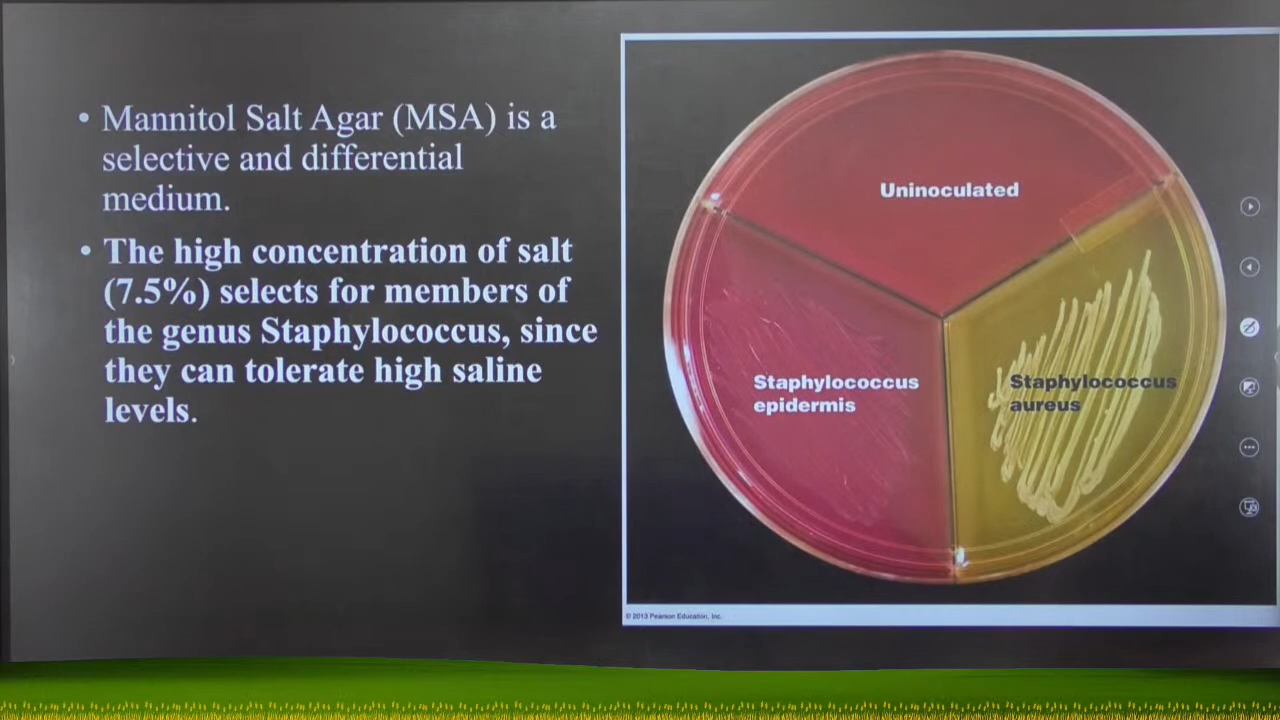 • Mannitol Salt Agar (MSA) is a
selective and differential
medium.
• The high concentration of salt
(7.5%) selects for members of
the genus Staphylococcus, since
they can tolerate high saline
levels.
Uninoculated
Staphylococcus
epidermis
Staphylococcus
aureus
© 2013 Pearson Education, Inc.